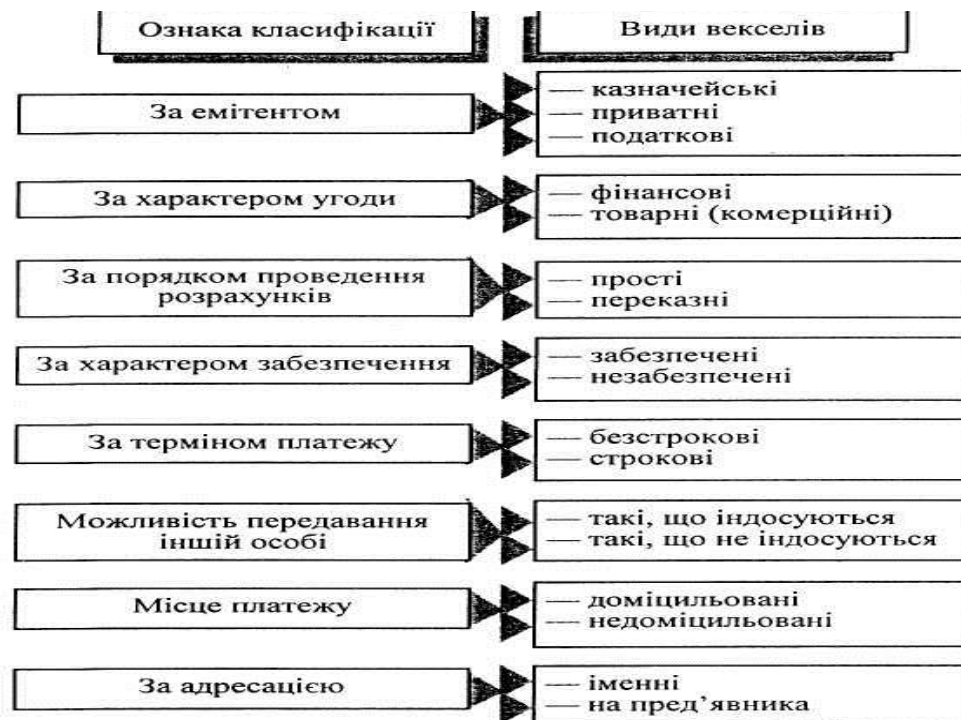 Ознака класифікації
Види векселів
За емітентом
— казначейські
— приватні
— податкові
За характером угоди
— фінансові
— товарні (комерційні)
За порядком проведення
розрахунків
— прості
— переказні
За характером забезпечення
— забезпечені
— незабезпечені
За терміном платежу
— безстрокові
— строкові
Можливість передавання
іншій особі
— такі, що індосуються
— такі, що не індосуються
Місце платежу
— доміцильовані
— недоміцильовані
За адресацією
— іменні
— на пред’явника